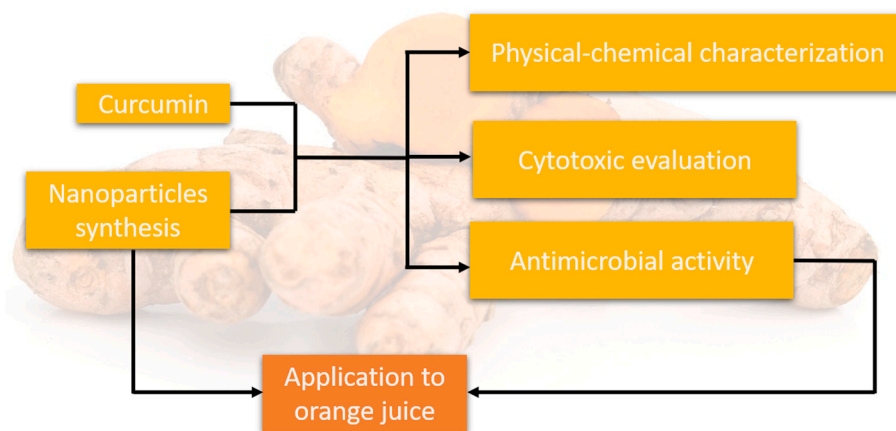 Physical-chemical characterization
Curcumin
Cytotoxic evaluation
Nanoparticles
synthesis
Antimicrobial activity
Application to
orange juice